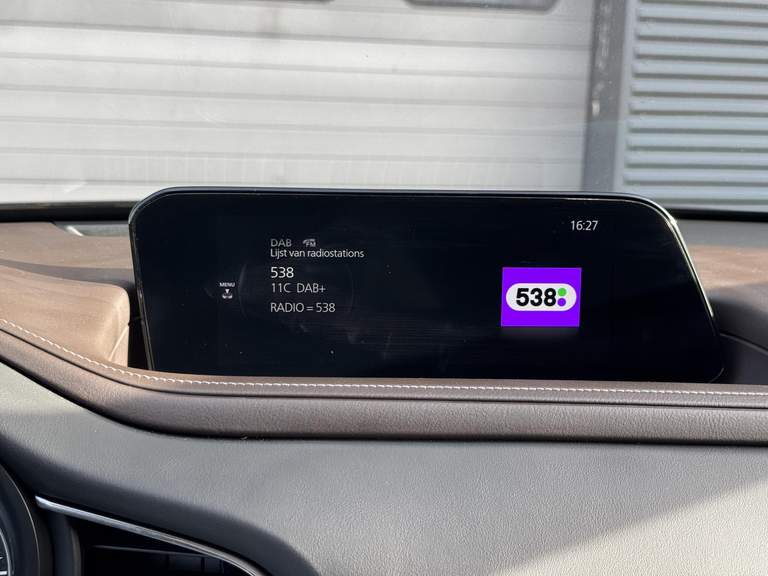 16:27
DAB
Lijst van radiostations
538
11C DAB+
RADIO = 538
MENU
538